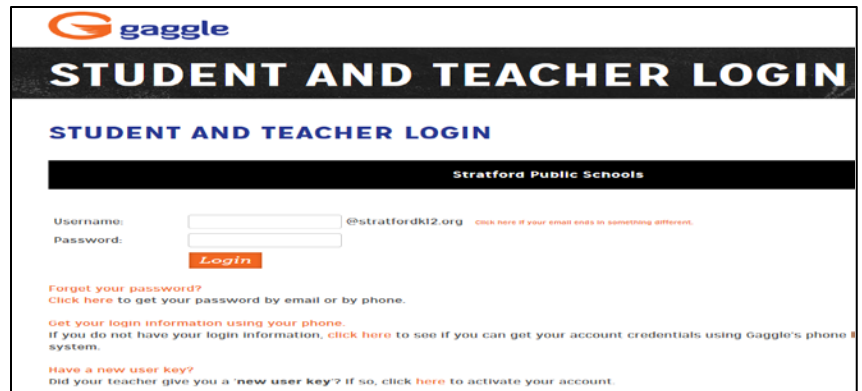 gaggle
STUDENT AND TEACHER LOGIN
STUDENT AND TEACHER LOGIN
Stratford Public Schools
Username: @stratfordk12.org Click here if your email ends in something different.
Password:
Login
Forget your password?
Click here to get your password by email or by phone.
Get your login information using your phone.
If you do not have your login information, click here to see if you can get your account credentials using Gaggle's phone
system.
Have a new user key?
Did your teacher give you a 'new user key'? If so, click here to activate your account.